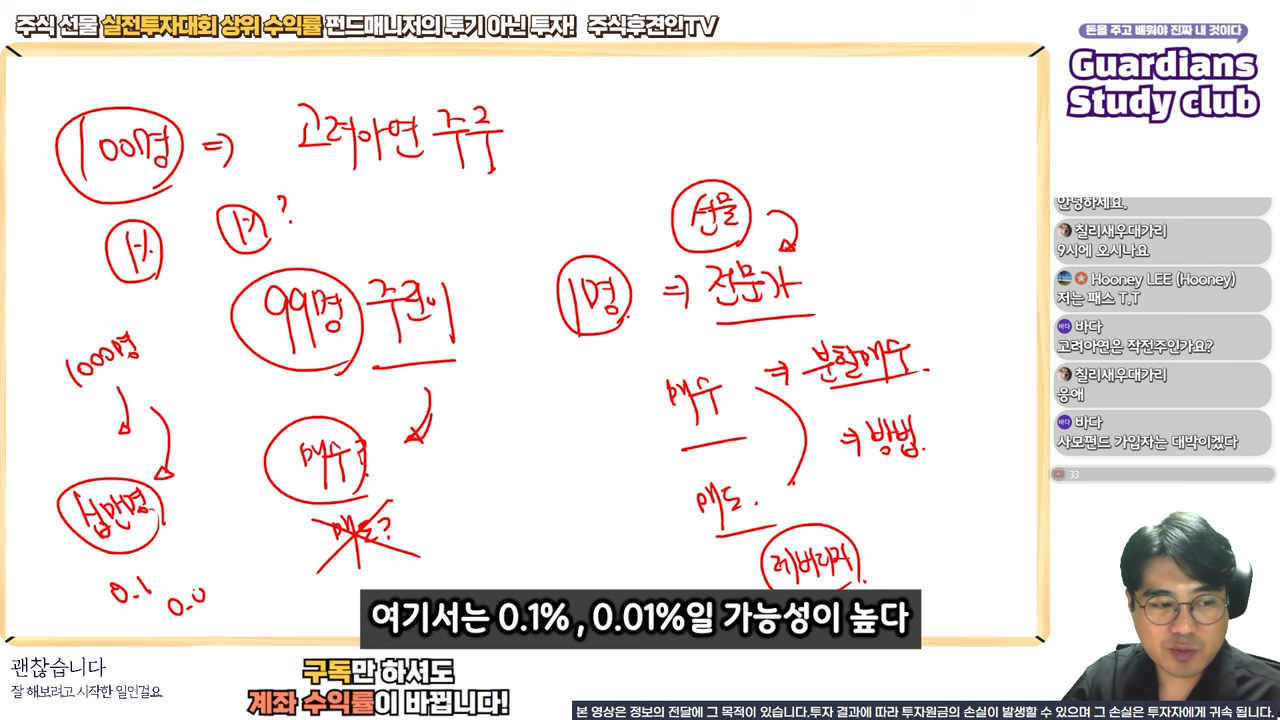 주식 선물 실전투자대회 상위 수익률 펀드매니저의 투기 아닌 투자! 주식후견인TV
돈을 주고 배워야 진짜 내 것이다
Guardians
Study club
100명 ⇒ 고려아연 주주
1%
1%?
99명 주린이
1000명
십만명
0.1
0.0
매수?
매도?
선물
1명 ⇒ 전문가
매수 ⇒ 분할매수.
⇒ 방법.
매도.
레버리지.
안녕하세요.
칠리새우대가리
9시에 오시나요
Hooney LEE (Hooney)
저는 패스 T.T
바다 바다
고려아연은 작전주인가요?
칠리새우대가리
응애
바다 바다
사모펀드 가입자는 대박이겠다
33
여기서는 0.1% , 0.01%일 가능성이 높다
괜찮습니다
잘 해보려고 시작한 일인걸요
구독만 하셔도
계좌 수익률이 바뀝니다!
본 영상은 정보의 전달에 그 목적이 있습니다.투자 결과에 따라 투자원금의 손실이 발생할 수 있으며 그 손실은 투자자에게 귀속 됩니다.